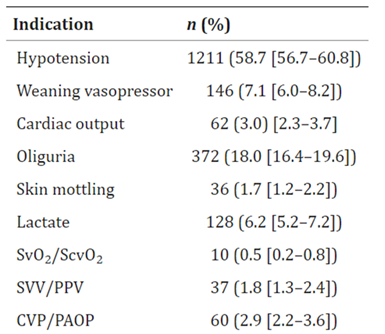 Indication n (%)
Hypotension 1211 (58.7 [56.7–60.8])
Weaning vasopressor 146 (7.1 [6.0–8.2])
Cardiac output 62 (3.0) [2.3–3.7]
Oliguria 372 (18.0 [16.4–19.6])
Skin mottling 36 (1.7 [1.2–2.2])
Lactate 128 (6.2 [5.2–7.2])
SvO₂/ScvO₂ 10 (0.5 [0.2–0.8])
SVV/PPV 37 (1.8 [1.3–2.4])
CVP/PAOP 60 (2.9 [2.2–3.6])